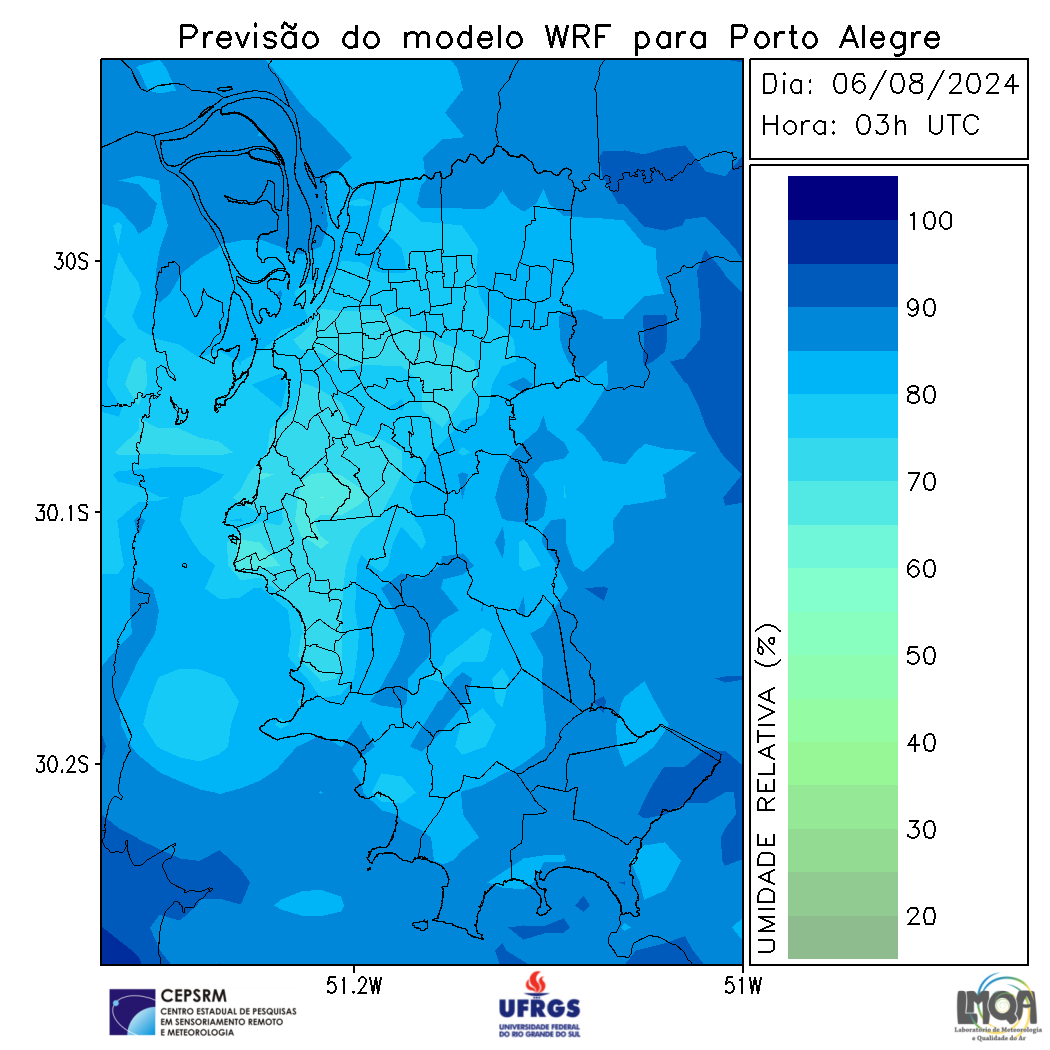 Previsão do modelo WRF para Porto Alegre
Dia: 06/08/2024
Hora: 03h UTC
30S
30.1S
30.2S
51.2W
51W
UMIDADE RELATIVA (%)
100
90
80
70
60
50
40
30
20
CEPSRM
CENTRO ESTADUAL DE PESQUISAS
EM SENSORIAMENTO REMOTO
E METEOROLOGIA
UFRGS
UNIVERSIDADE FEDERAL
DO RIO GRANDE DO SUL
LMQA
Laboratório de Meteorologia
e Qualidade do Ar